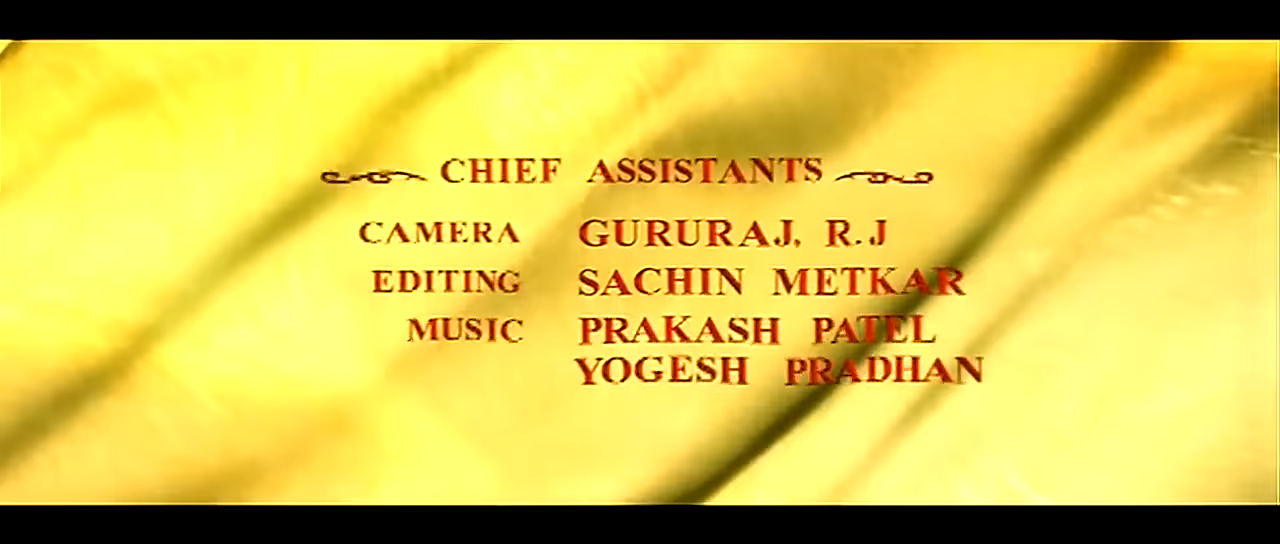 CHIEF ASSISTANTS
CAMERA GURURAJ, R.J
EDITING SACHIN METKAR
MUSIC PRAKASH PATEL
YOGESH PRADHAN